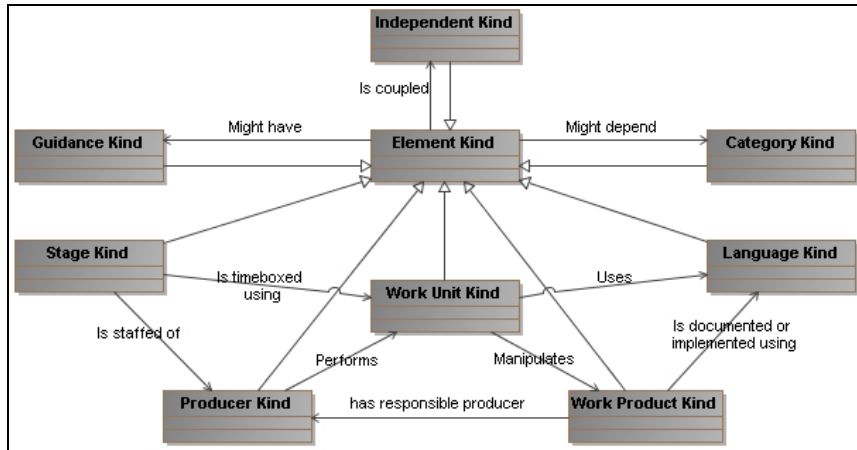 Independent Kind
Is coupled
Guidance Kind
Might have
Element Kind
Might depend
Category Kind
Stage Kind
Is timeboxed
using
Work Unit Kind
Uses
Language Kind
Is staffed of
Performs
Manipulates
Is documented or
implemented using
Producer Kind
has responsible producer
Work Product Kind